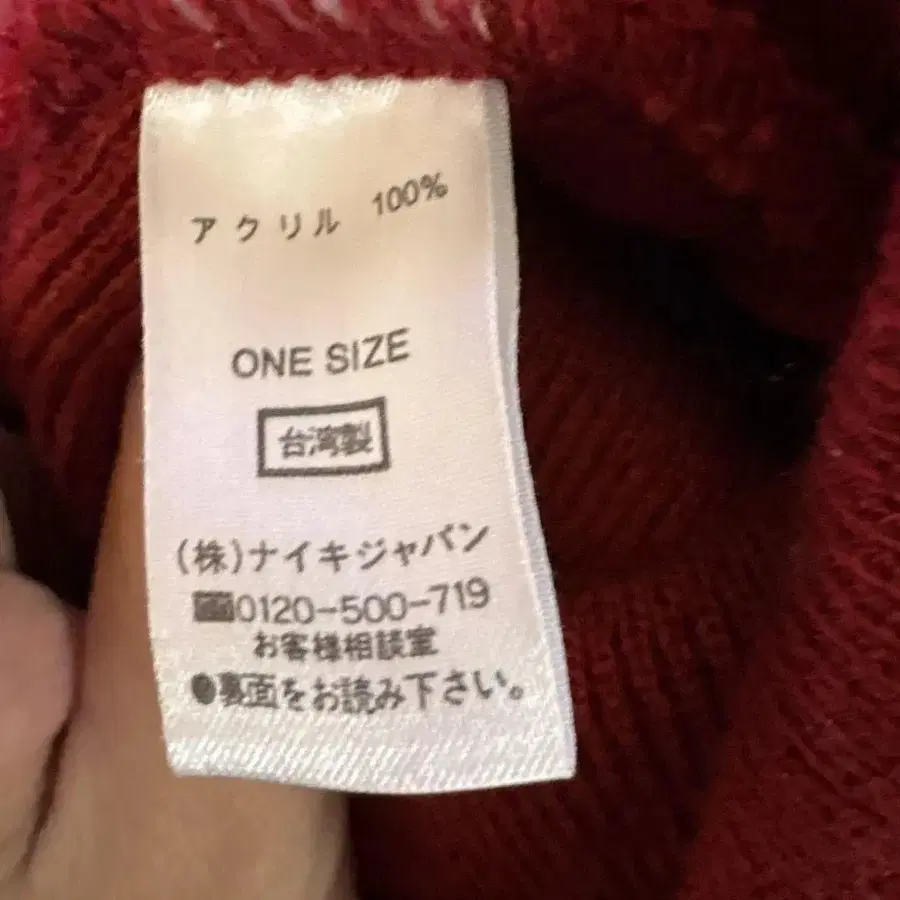 アクリル 100%
ONE SIZE
台湾製
(株)ナイキジャパン
0120-500-719
お客様相談室
●裏面をお読み下さい。